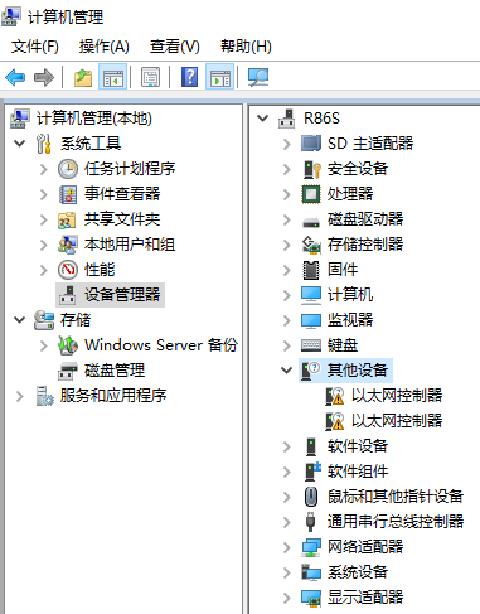 计算机管理
文件(F) 操作(A) 查看(V) 帮助(H)
计算机管理(本地)
系统工具
任务计划程序
事件查看器
共享文件夹
本地用户和组
性能
设备管理器
存储
Windows Server 备份
磁盘管理
服务和应用程序
R86S
SD 主适配器
安全设备
处理器
磁盘驱动器
存储控制器
固件
计算机
监视器
键盘
其他设备
以太网控制器
以太网控制器
软件设备
软件组件
鼠标和其他指针设备
通用串行总线控制器
网络适配器
系统设备
显示适配器